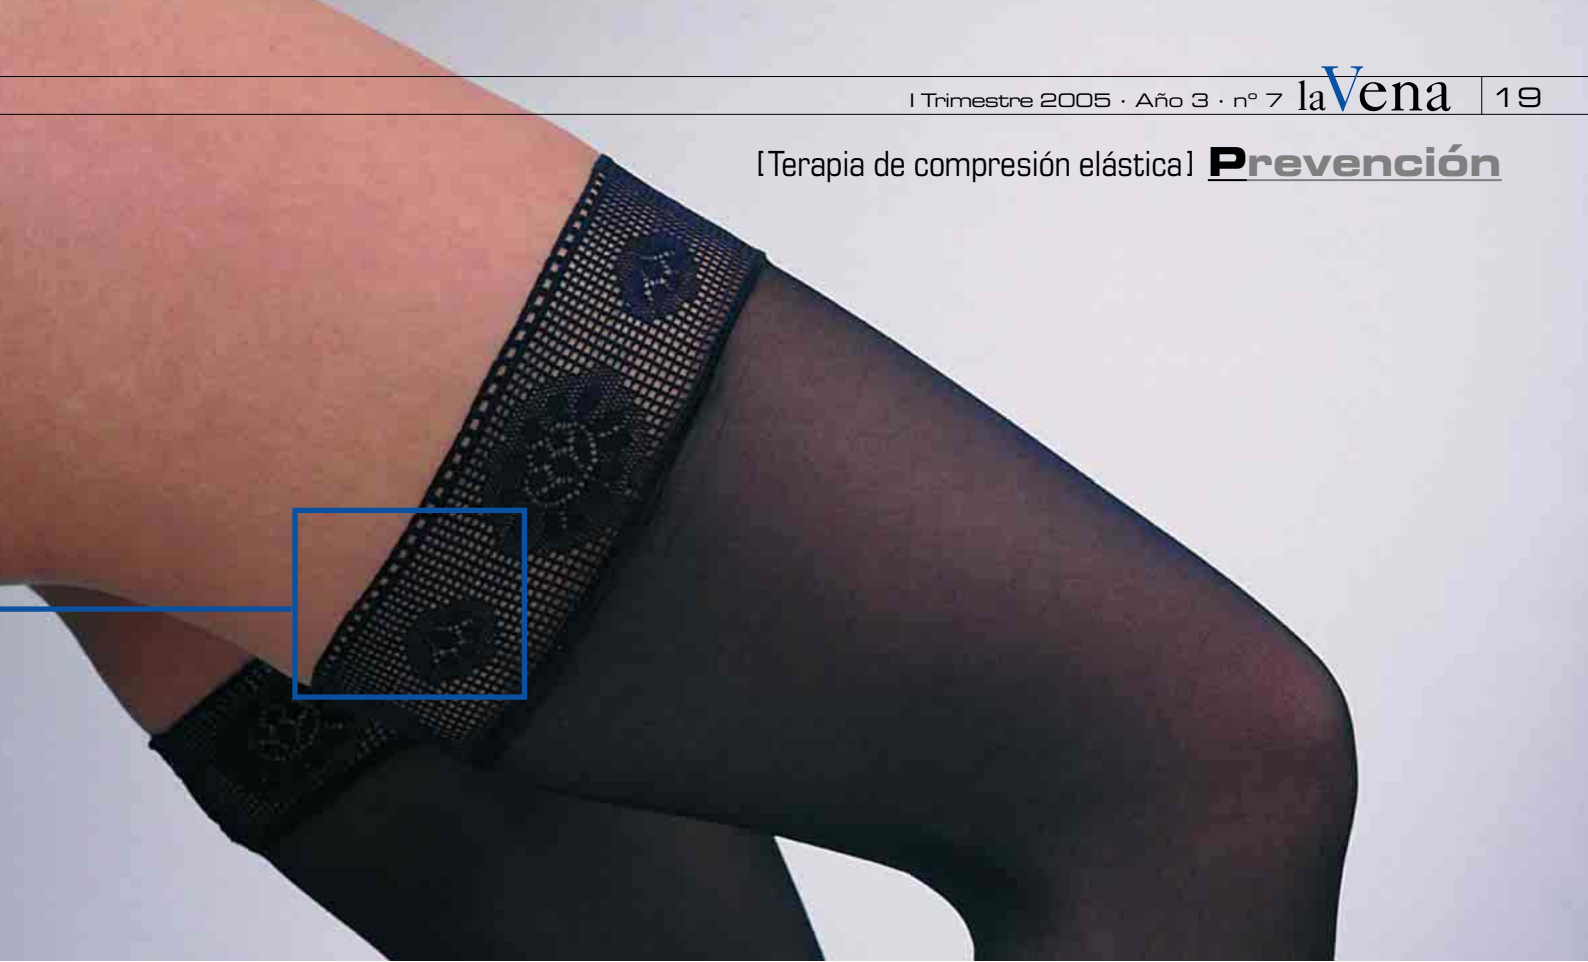 I Trimestre 2005 · Año 3 · nº 7 laVena 19
[Terapia de compresión elástica] Prevención